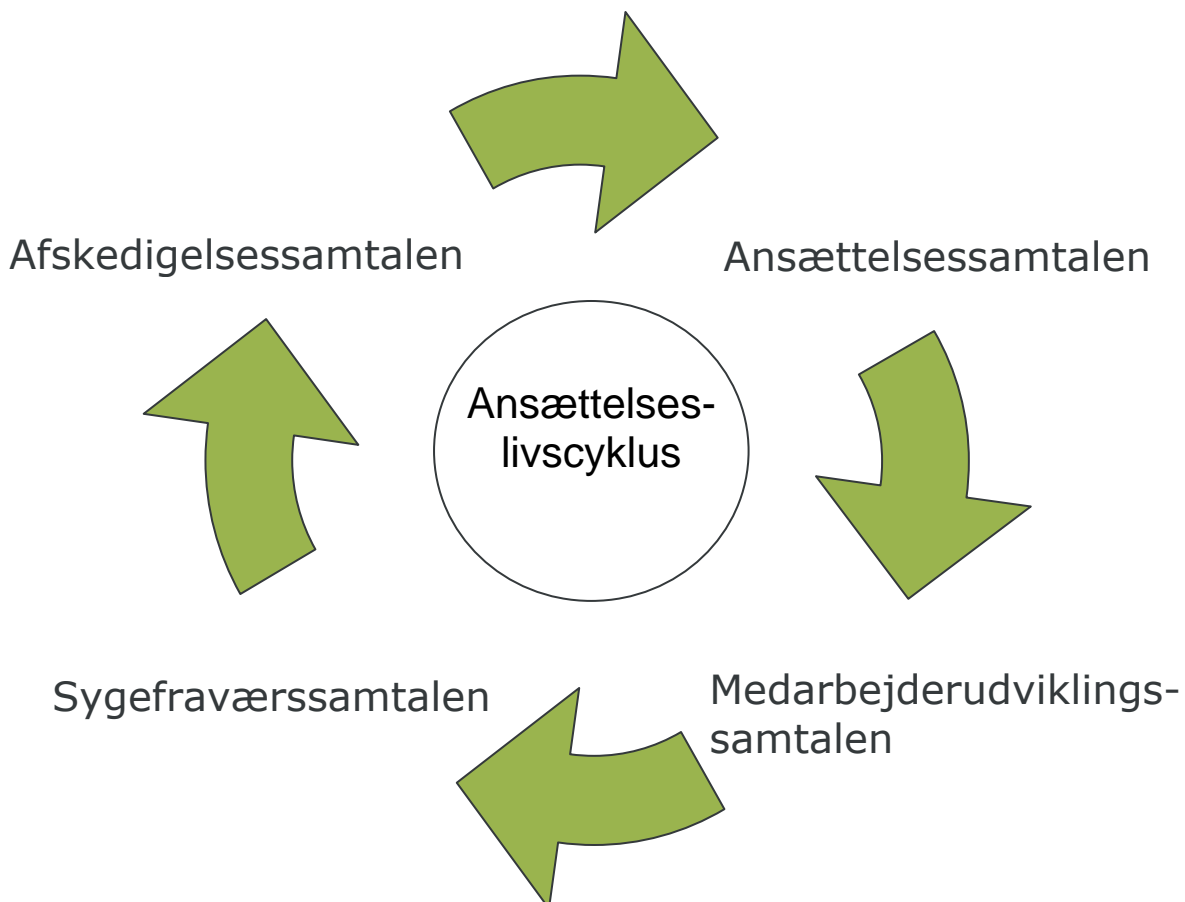 Afskedigelsessamtalen
Ansættelsessamtalen
Ansættelses-
livscyklus
Sygefraværssamtalen
Medarbejderudviklings-
samtalen